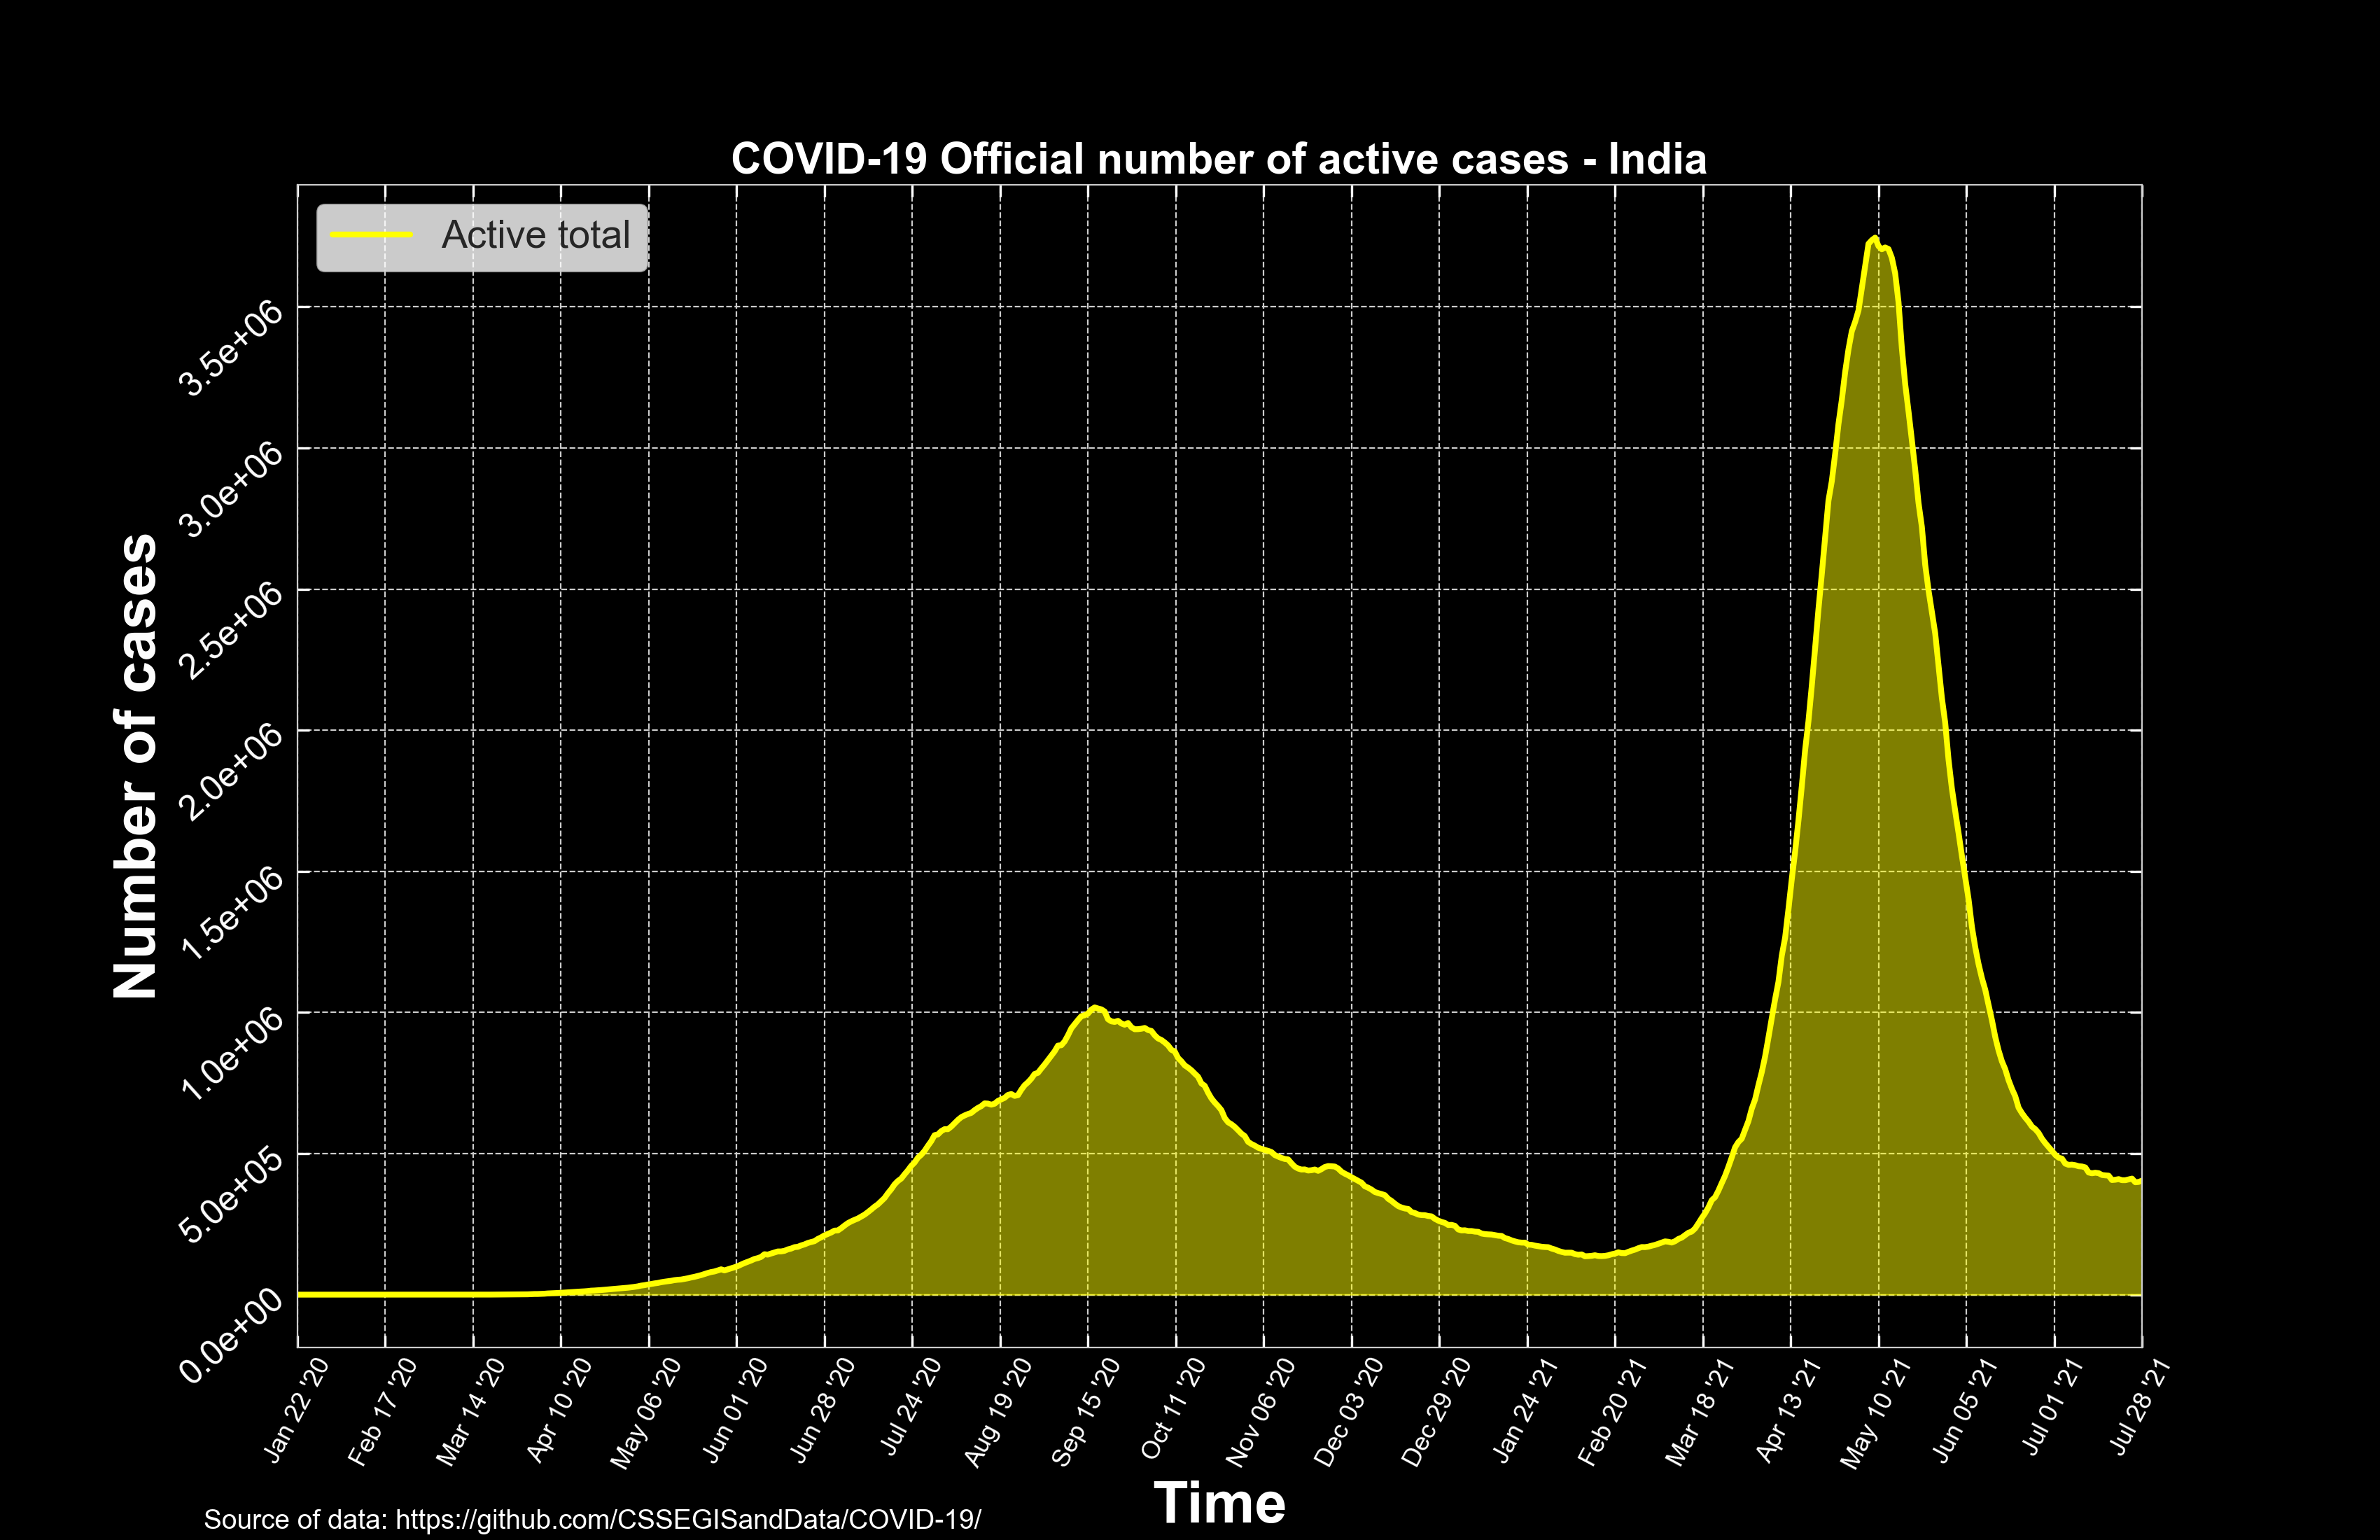 COVID-19 Official number of active cases - India
Active total
Number of cases
3.5e+06
3.0e+06
2.5e+06
2.0e+06
1.5e+06
1.0e+06
5.0e+05
0.0e+00
Jan 22 '20
Feb 17 '20
Mar 14 '20
Apr 10 '20
May 06 '20
Jun 01 '20
Jun 28 '20
Jul 24 '20
Aug 19 '20
Sep 15 '20
Oct 11 '20
Nov 06 '20
Dec 03 '20
Dec 29 '20
Jan 24 '21
Feb 20 '21
Mar 18 '21
Apr 13 '21
May 10 '21
Jun 05 '21
Jul 01 '21
Jul 28 '21
Time
Source of data: https://github.com/CSSEGISandData/COVID-19/